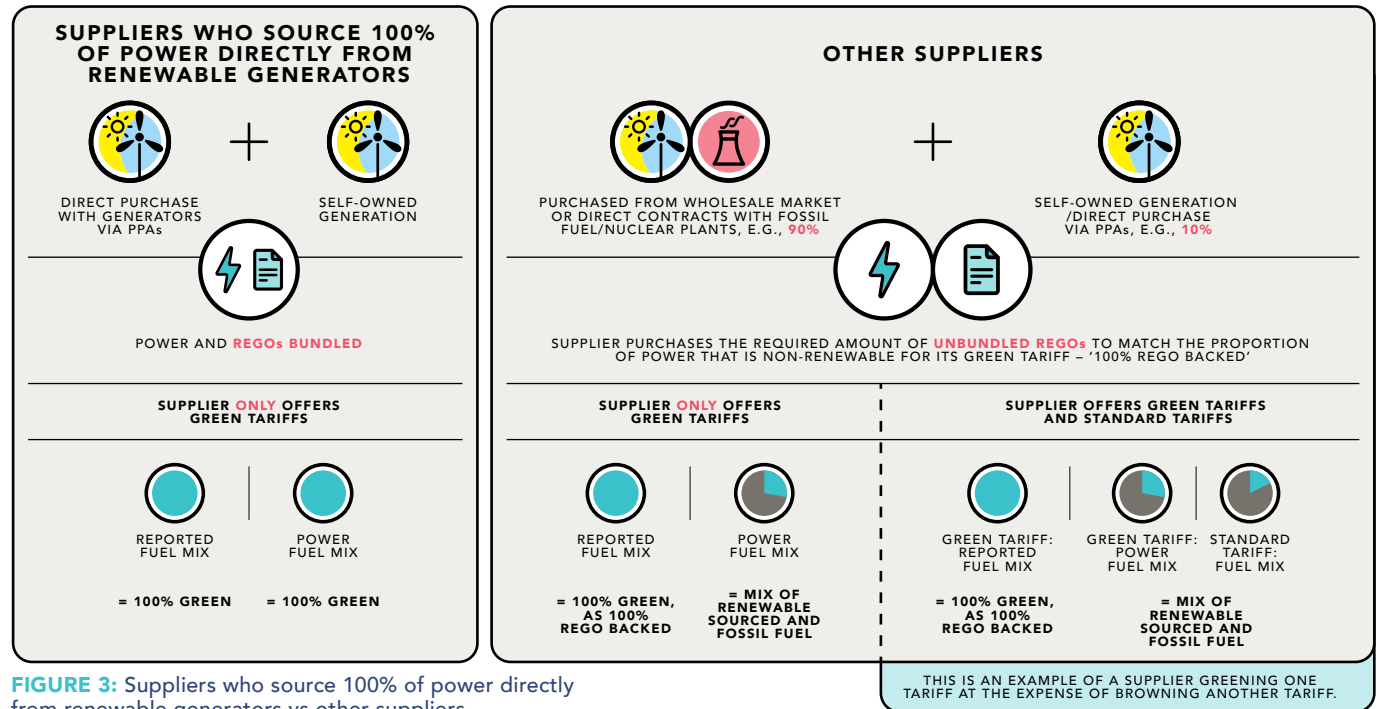 SUPPLIERS WHO SOURCE 100%
OF POWER DIRECTLY FROM
RENEWABLE GENERATORS
DIRECT PURCHASE
WITH GENERATORS
VIA PPAs
SELF-OWNED
GENERATION
POWER AND REGOs BUNDLED
SUPPLIER ONLY OFFERS
GREEN TARIFFS
REPORTED
FUEL MIX
POWER
FUEL MIX
= 100% GREEN
= 100% GREEN
OTHER SUPPLIERS
PURCHASED FROM WHOLESALE MARKET
OR DIRECT CONTRACTS WITH FOSSIL
FUEL/NUCLEAR PLANTS, E.G., 90%
SELF-OWNED GENERATION
/DIRECT PURCHASE
VIA PPAs, E.G., 10%
SUPPLIER PURCHASES THE REQUIRED AMOUNT OF UNBUNDLED REGOs TO MATCH THE PROPORTION
OF POWER THAT IS NON-RENEWABLE FOR ITS GREEN TARIFF – ‘100% REGO BACKED’
SUPPLIER ONLY OFFERS
GREEN TARIFFS
REPORTED
FUEL MIX
POWER
FUEL MIX
= 100% GREEN,
AS 100%
REGO BACKED
= MIX OF
RENEWABLE
SOURCED AND
FOSSIL FUEL
SUPPLIER OFFERS GREEN TARIFFS
AND STANDARD TARIFFS
GREEN TARIFF:
REPORTED
FUEL MIX
GREEN TARIFF:
POWER
FUEL MIX
STANDARD
TARIFF:
FUEL MIX
= 100% GREEN,
AS 100%
REGO BACKED
= MIX OF
RENEWABLE
SOURCED AND
FOSSIL FUEL
THIS IS AN EXAMPLE OF A SUPPLIER GREENING ONE
TARIFF AT THE EXPENSE OF BROWNING ANOTHER TARIFF.
FIGURE 3: Suppliers who source 100% of power directly
from renewable generators vs other suppliers